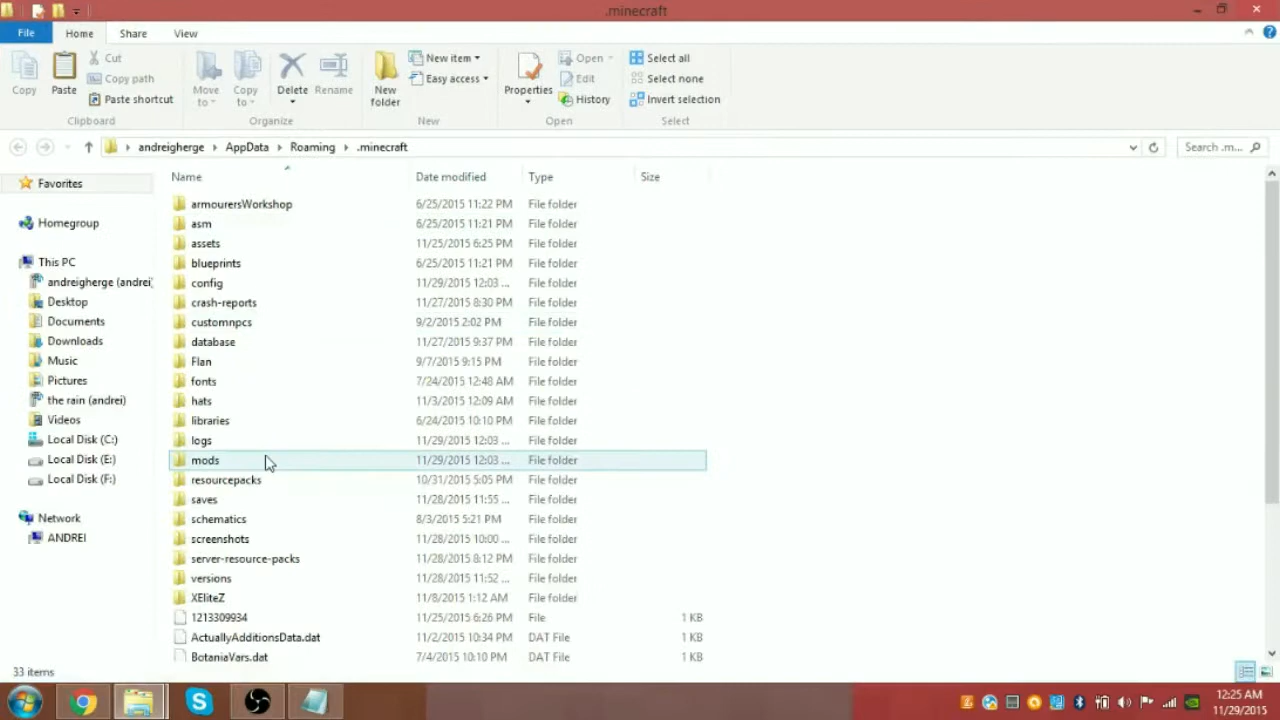 .minecraft
File Home Share View
Copy
Paste
Cut
Copy path
Paste shortcut
Clipboard
Move to
Copy to
Delete
Rename
Organize
New folder
New item
Easy access
New
Properties
Open
Edit
History
Open
Select all
Select none
Invert selection
Select
andreigherge AppData Roaming .minecraft
Search .m...
Name Date modified Type Size
Favorites
Homegroup
This PC
andreigherge (andrei
Desktop
Documents
Downloads
Music
Pictures
the rain (andrei)
Videos
Local Disk (C:)
Local Disk (E:)
Local Disk (F:)
Network
ANDREI
armourersWorkshop 6/25/2015 11:22 PM File folder
asm 6/25/2015 11:21 PM File folder
assets 11/25/2015 6:25 PM File folder
blueprints 6/25/2015 11:21 PM File folder
config 11/29/2015 12:03 ... File folder
crash-reports 11/27/2015 8:30 PM File folder
customnpcs 9/2/2015 2:02 PM File folder
database 11/27/2015 9:37 PM File folder
Flan 9/7/2015 9:15 PM File folder
fonts 7/24/2015 12:48 AM File folder
hats 11/3/2015 12:09 AM File folder
libraries 6/24/2015 10:10 PM File folder
logs 11/29/2015 12:03 ... File folder
mods 11/29/2015 12:03 ... File folder
resourcepacks 10/31/2015 5:05 PM File folder
saves 11/28/2015 11:55 ... File folder
schematics 8/3/2015 5:21 PM File folder
screenshots 11/28/2015 10:00 ... File folder
server-resource-packs 11/28/2015 8:12 PM File folder
versions 11/28/2015 11:52 ... File folder
XEliteZ 11/8/2015 1:12 AM File folder
1213309934 11/25/2015 6:26 PM File 1 KB
ActuallyAdditionsData.dat 11/2/2015 10:34 PM DAT File 1 KB
BotaniaVars.dat 7/4/2015 10:10 PM DAT File 1 KB
33 items
12:25 AM
11/29/2015